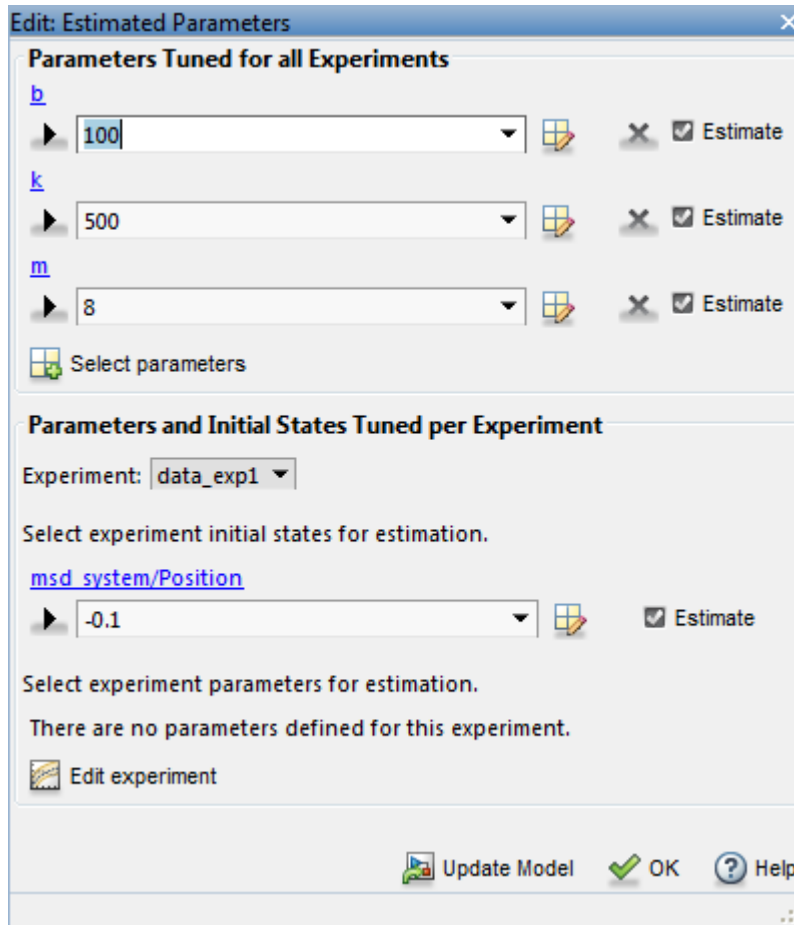 Edit: Estimated Parameters
Parameters Tuned for all Experiments
b
100 Estimate
k
500 Estimate
m
8 Estimate
Select parameters
Parameters and Initial States Tuned per Experiment
Experiment: data_exp1
Select experiment initial states for estimation.
msd_system/Position
-0.1 Estimate
Select experiment parameters for estimation.
There are no parameters defined for this experiment.
Edit experiment
Update Model OK Help